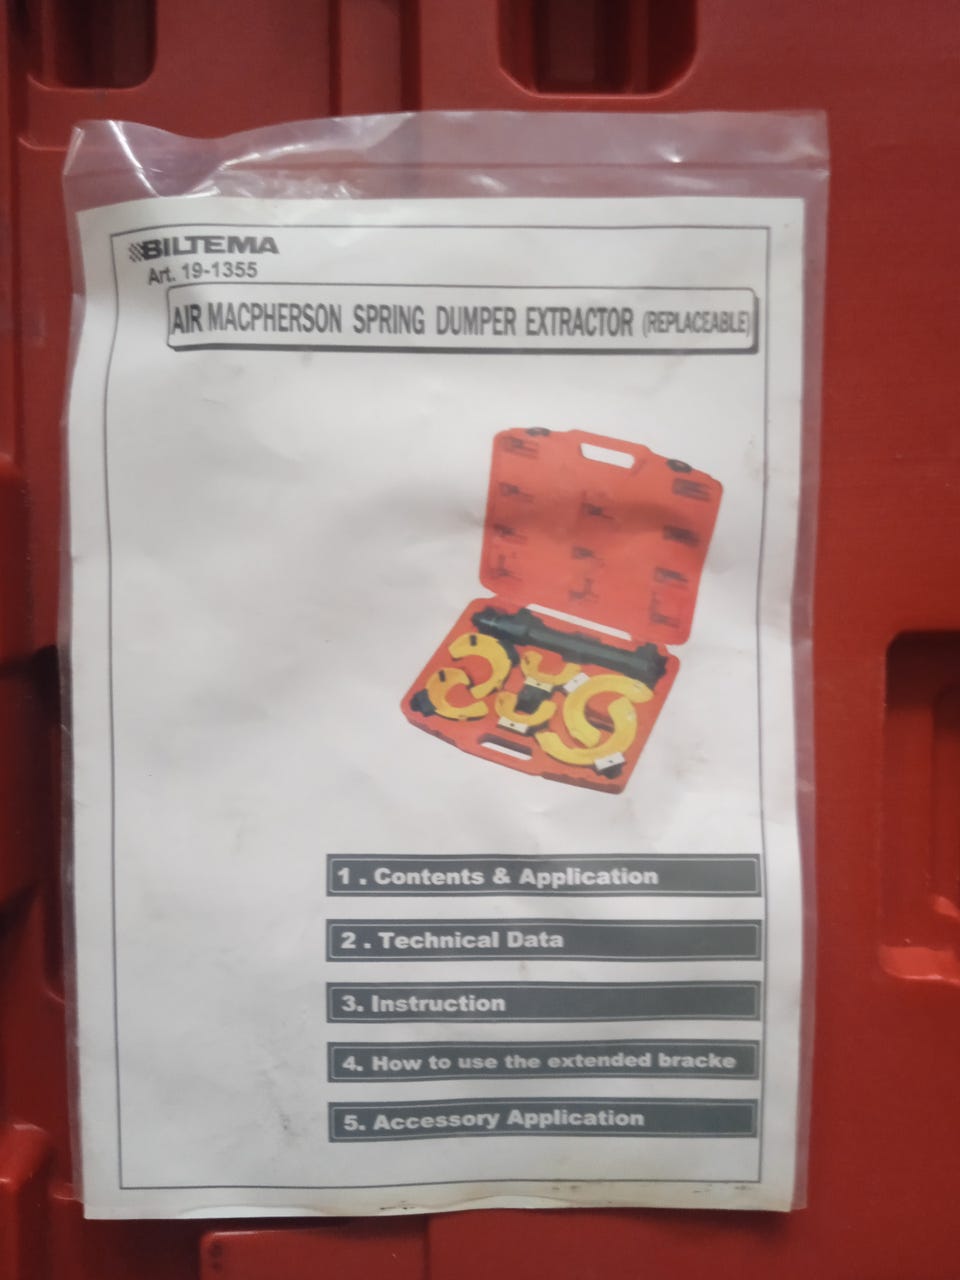 BILTEMA
Art. 19-1355
AIR MACPHERSON SPRING DUMPER EXTRACTOR (REPLACEABLE)
1 . Contents & Application
2 . Technical Data
3. Instruction
4. How to use the extended bracke
5. Accessory Application